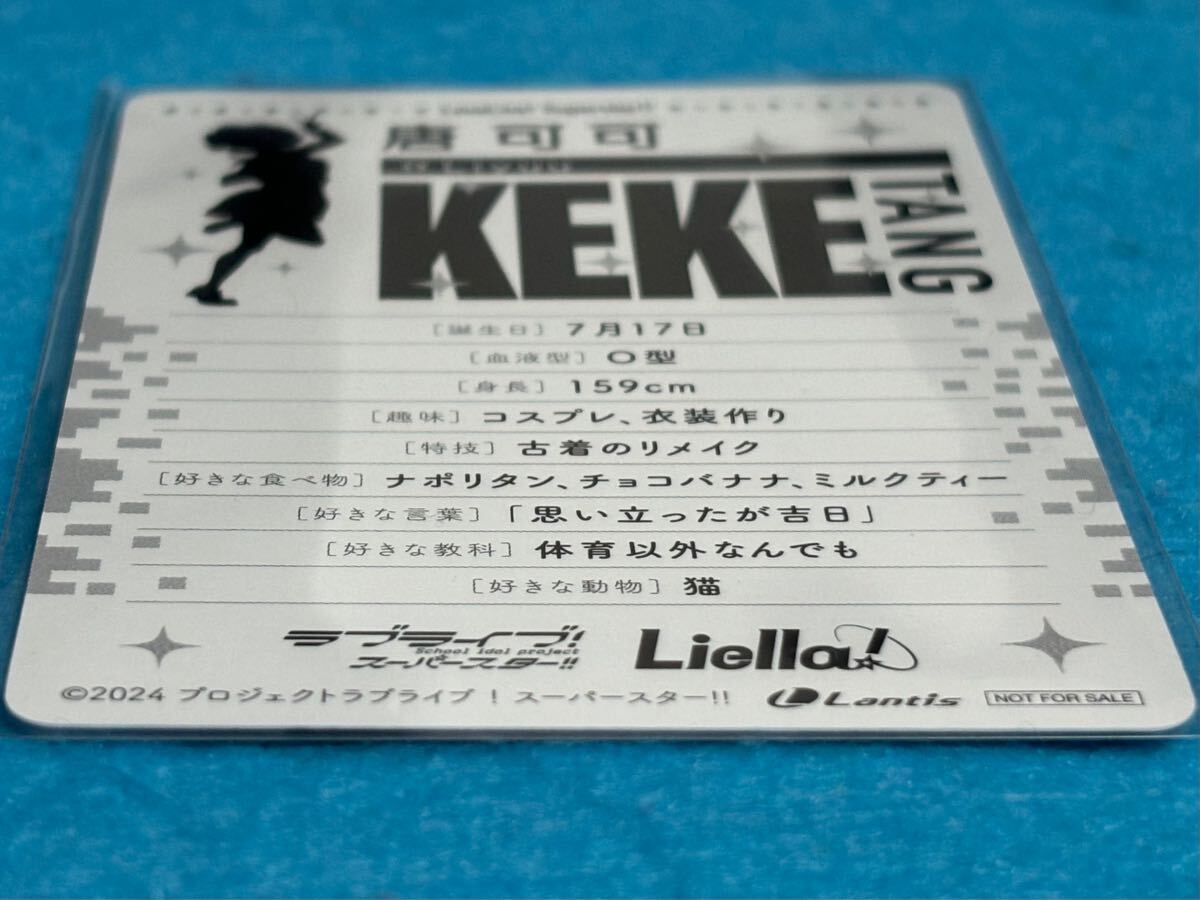 唐 可可
KEKE
TANG
[誕生日] 7月17日
[血液型] O型
[身長] 159cm
[趣味] コスプレ、衣装作り
[特技] 古着のリメイク
[好きな食べ物] ナポリタン、チョコバナナ、ミルクティー
[好きな言葉] 「思い立ったが吉日」
[好きな教科] 体育以外なんでも
[好きな動物] 猫
ラブライブ!
School idol project
スーパースター!!
Liella!
©2024 プロジェクトラブライブ！スーパースター!!
Lantis
NOT FOR SALE